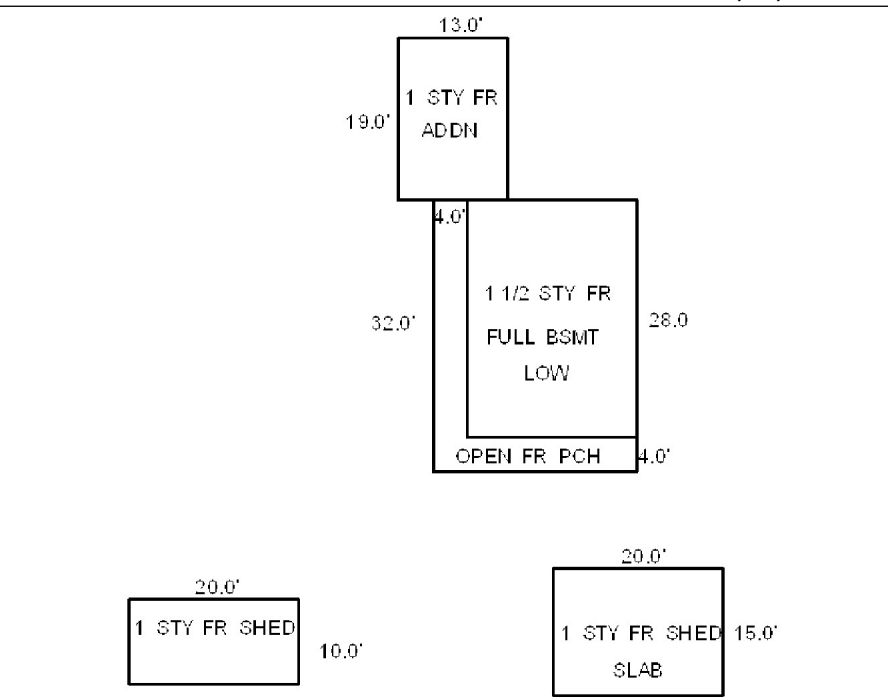 13.0'
1 STY FR
19.0'
ADDN
4.0'
1 1/2 STY FR
32.0'
28.0
FULL BSMT
LOW
OPEN FR PCH
4.0'
20.0'
20.0'
1 STY FR SHED
10.0'
1 STY FR SHED
15.0'
SLAB